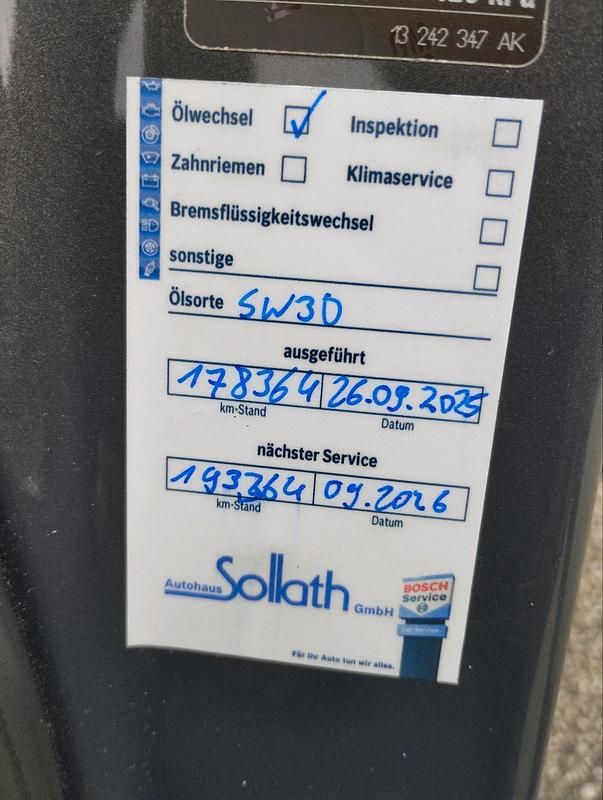 13 242 347 AK
Ölwechsel
Inspektion
Zahnriemen
Klimaservice
Bremsflüssigkeitswechsel
sonstige
Ölsorte 5W30
ausgeführt
178364 26.09.2025
km-Stand Datum
nächster Service
193364 09.2026
km-Stand Datum
Autohaus Sollath GmbH
BOSCH
Service
Car Service
Für Ihr Auto tun wir alles.